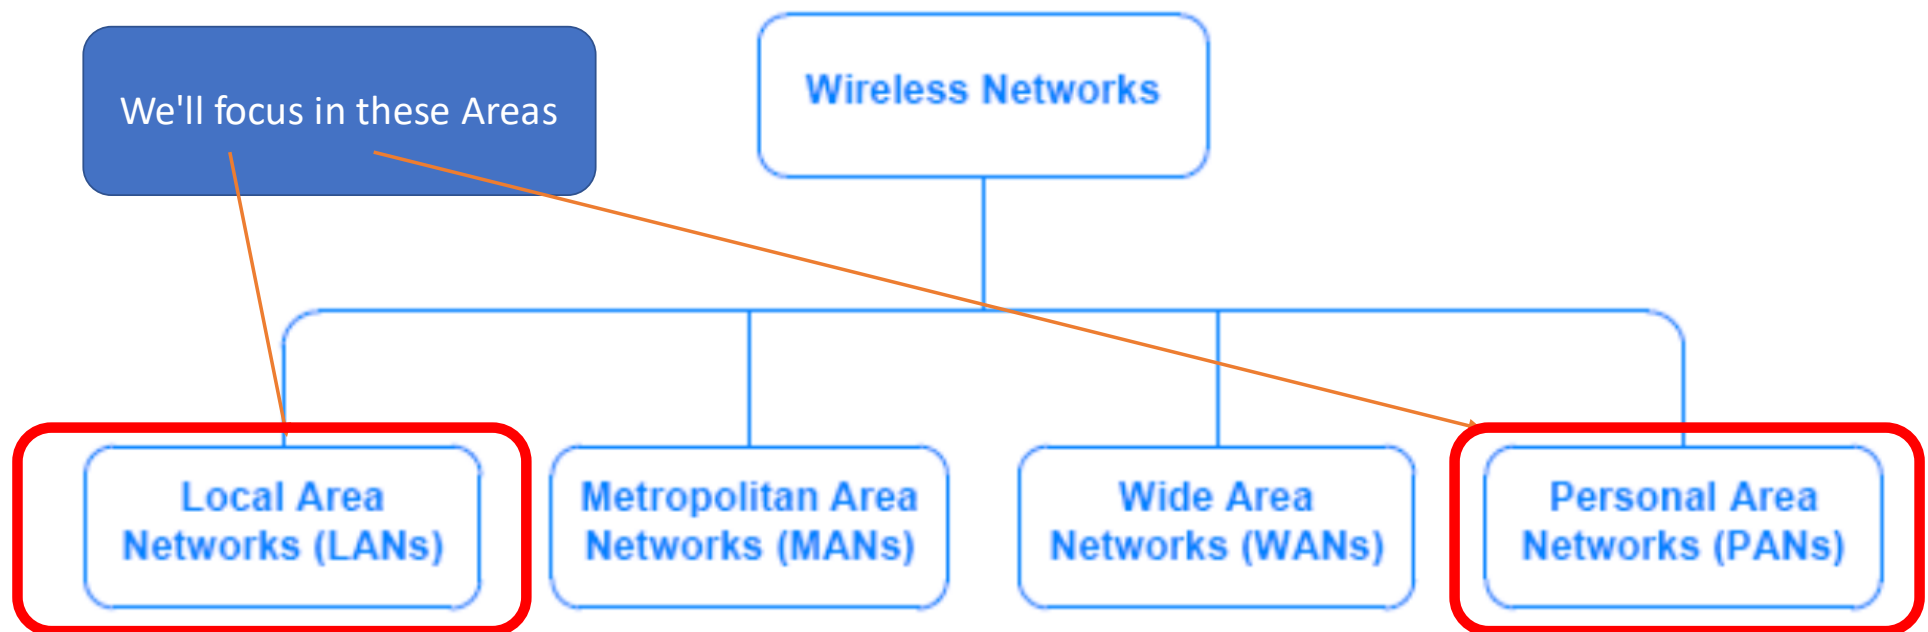 We'll focus in these Areas
Wireless Networks
Local Area
Networks (LANs)
Metropolitan Area
Networks (MANs)
Wide Area
Networks (WANs)
Personal Area
Networks (PANs)